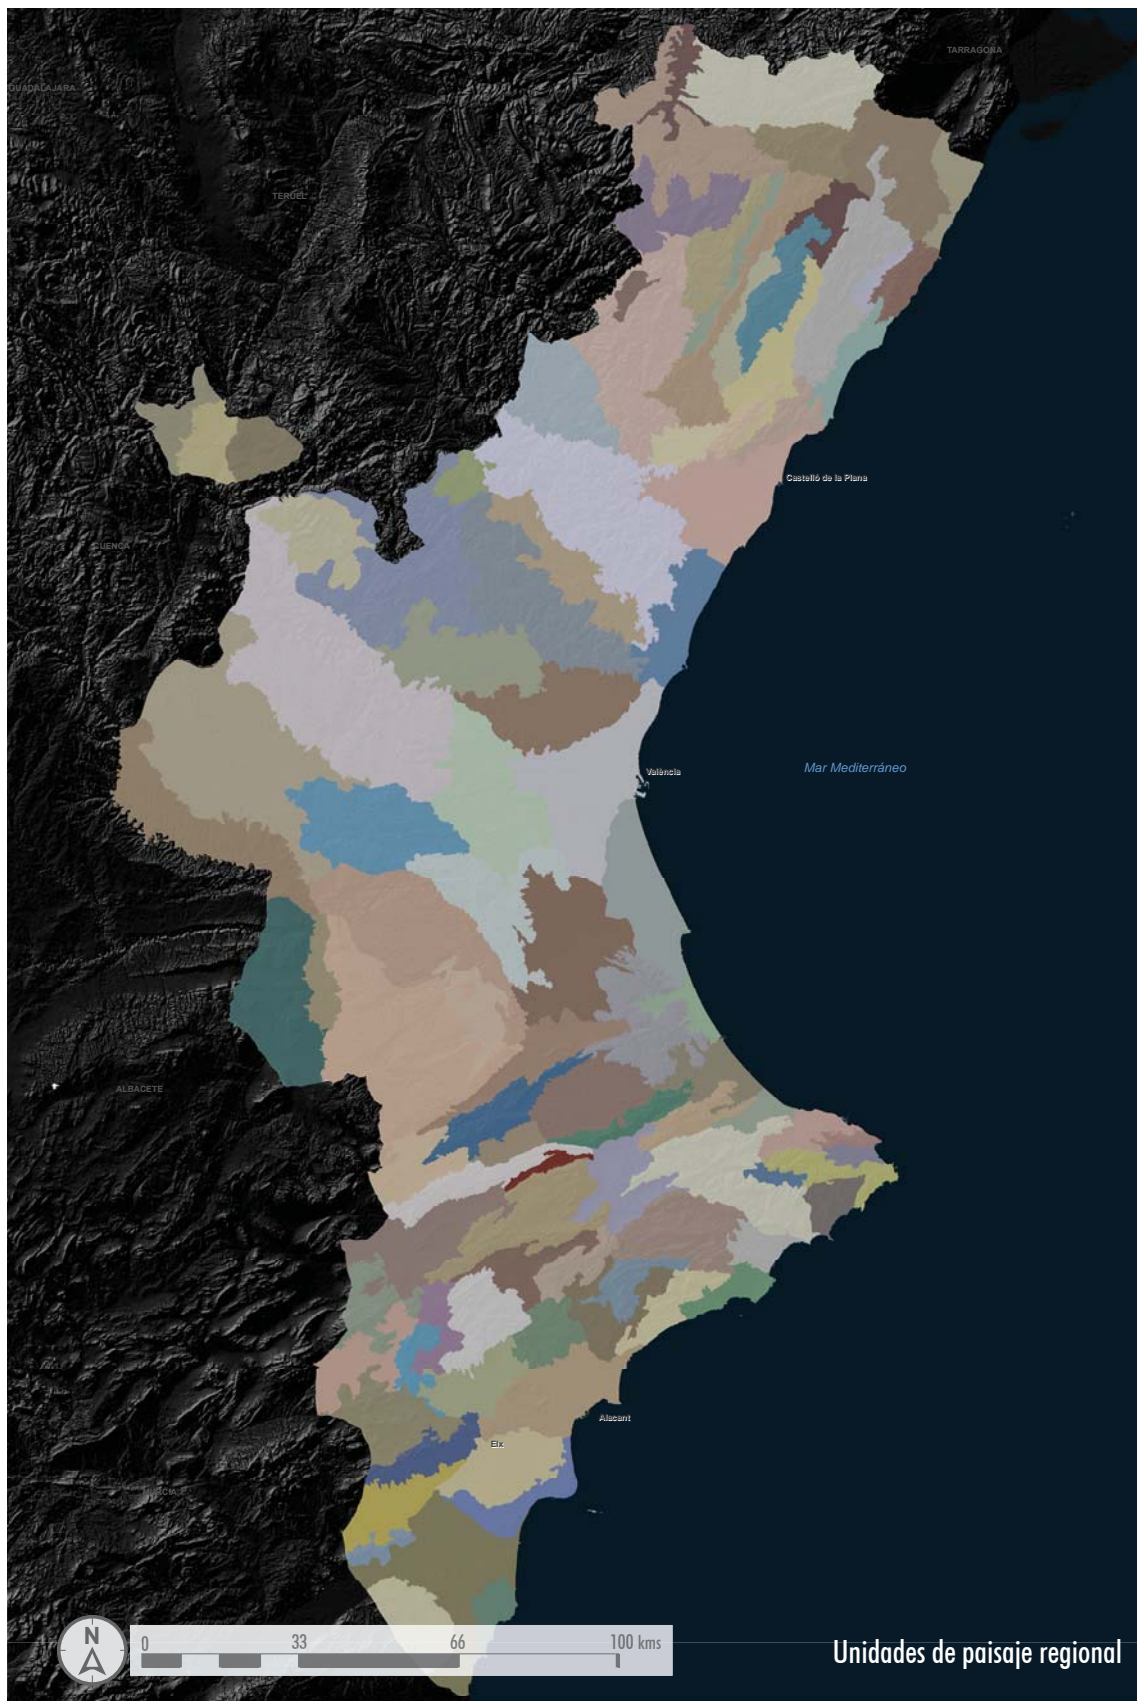 TARRAGONA
GUADALAJARA
TERUEL
Castelló de la Plana
CUENCA
València
Mar Mediterráneo
ALBACETE
Alacant
Elx
MURCIA
N
0 33 66 100 kms
Unidades de paisaje regional